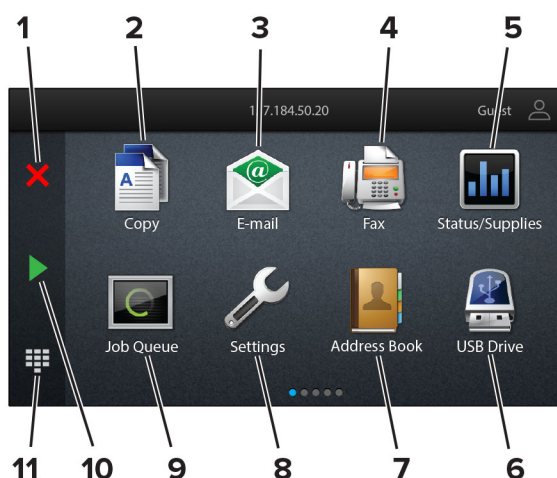 1 2 3 4 5
Guest
A @
Copy E-mail Fax Status/Supplies
Job Queue Settings Address Book USB Drive
11 10 9 8 7 6